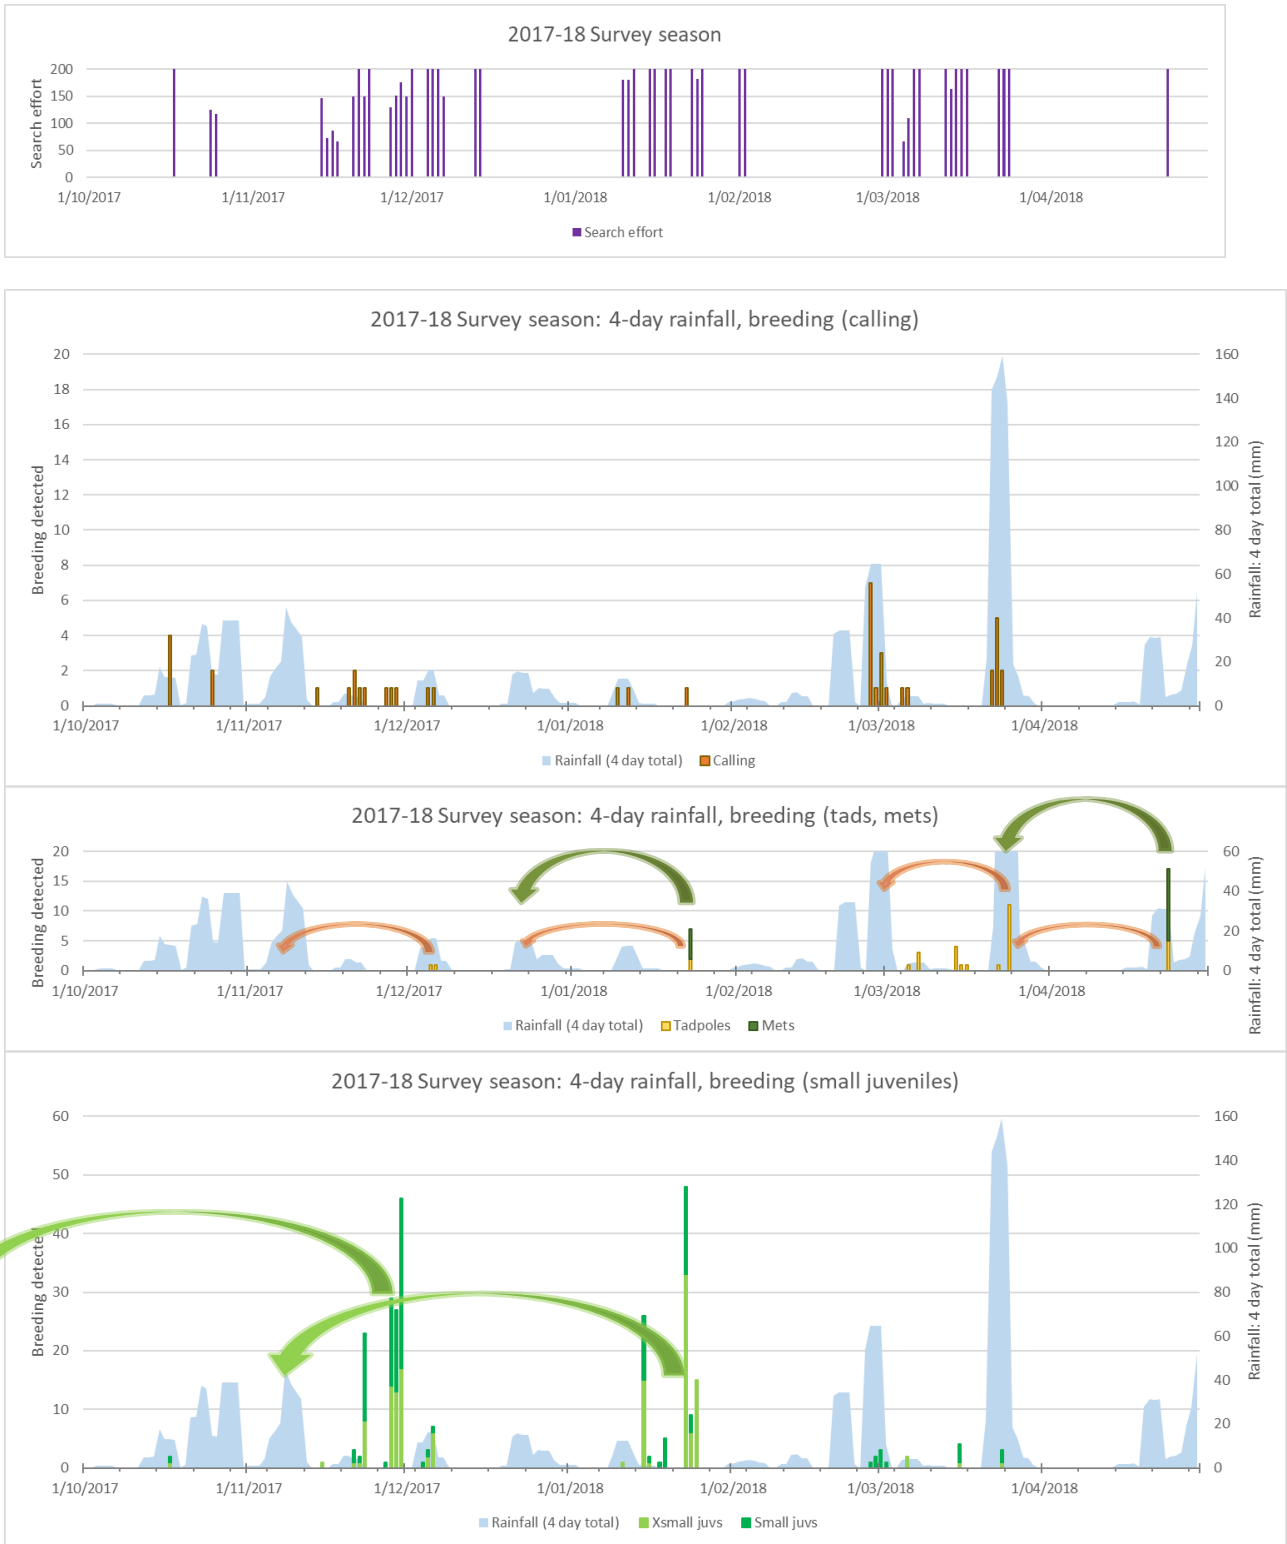 2017-18 Survey season
Search effort
200
150
100
50
0
1/10/2017 1/11/2017 1/12/2017 1/01/2018 1/02/2018 1/03/2018 1/04/2018
Search effort
2017-18 Survey season: 4-day rainfall, breeding (calling)
Breeding detected
20
18
16
14
12
10
8
6
4
2
0
160
140
120
100
80
60
40
20
0
Rainfall: 4 day total (mm)
1/10/2017 1/11/2017 1/12/2017 1/01/2018 1/02/2018 1/03/2018 1/04/2018
Rainfall (4 day total) Calling
2017-18 Survey season: 4-day rainfall, breeding (tads, mets)
Breeding detected
20
15
10
5
0
60
40
20
0
Rainfall: 4 day total (mm)
1/10/2017 1/11/2017 1/12/2017 1/01/2018 1/02/2018 1/03/2018 1/04/2018
Rainfall (4 day total) Tadpoles Mets
2017-18 Survey season: 4-day rainfall, breeding (small juveniles)
Breeding detected
60
50
40
30
20
10
0
160
140
120
100
80
60
40
20
0
Rainfall: 4 day total (mm)
1/10/2017 1/11/2017 1/12/2017 1/01/2018 1/02/2018 1/03/2018 1/04/2018
Rainfall (4 day total) Xsmall juvs Small juvs